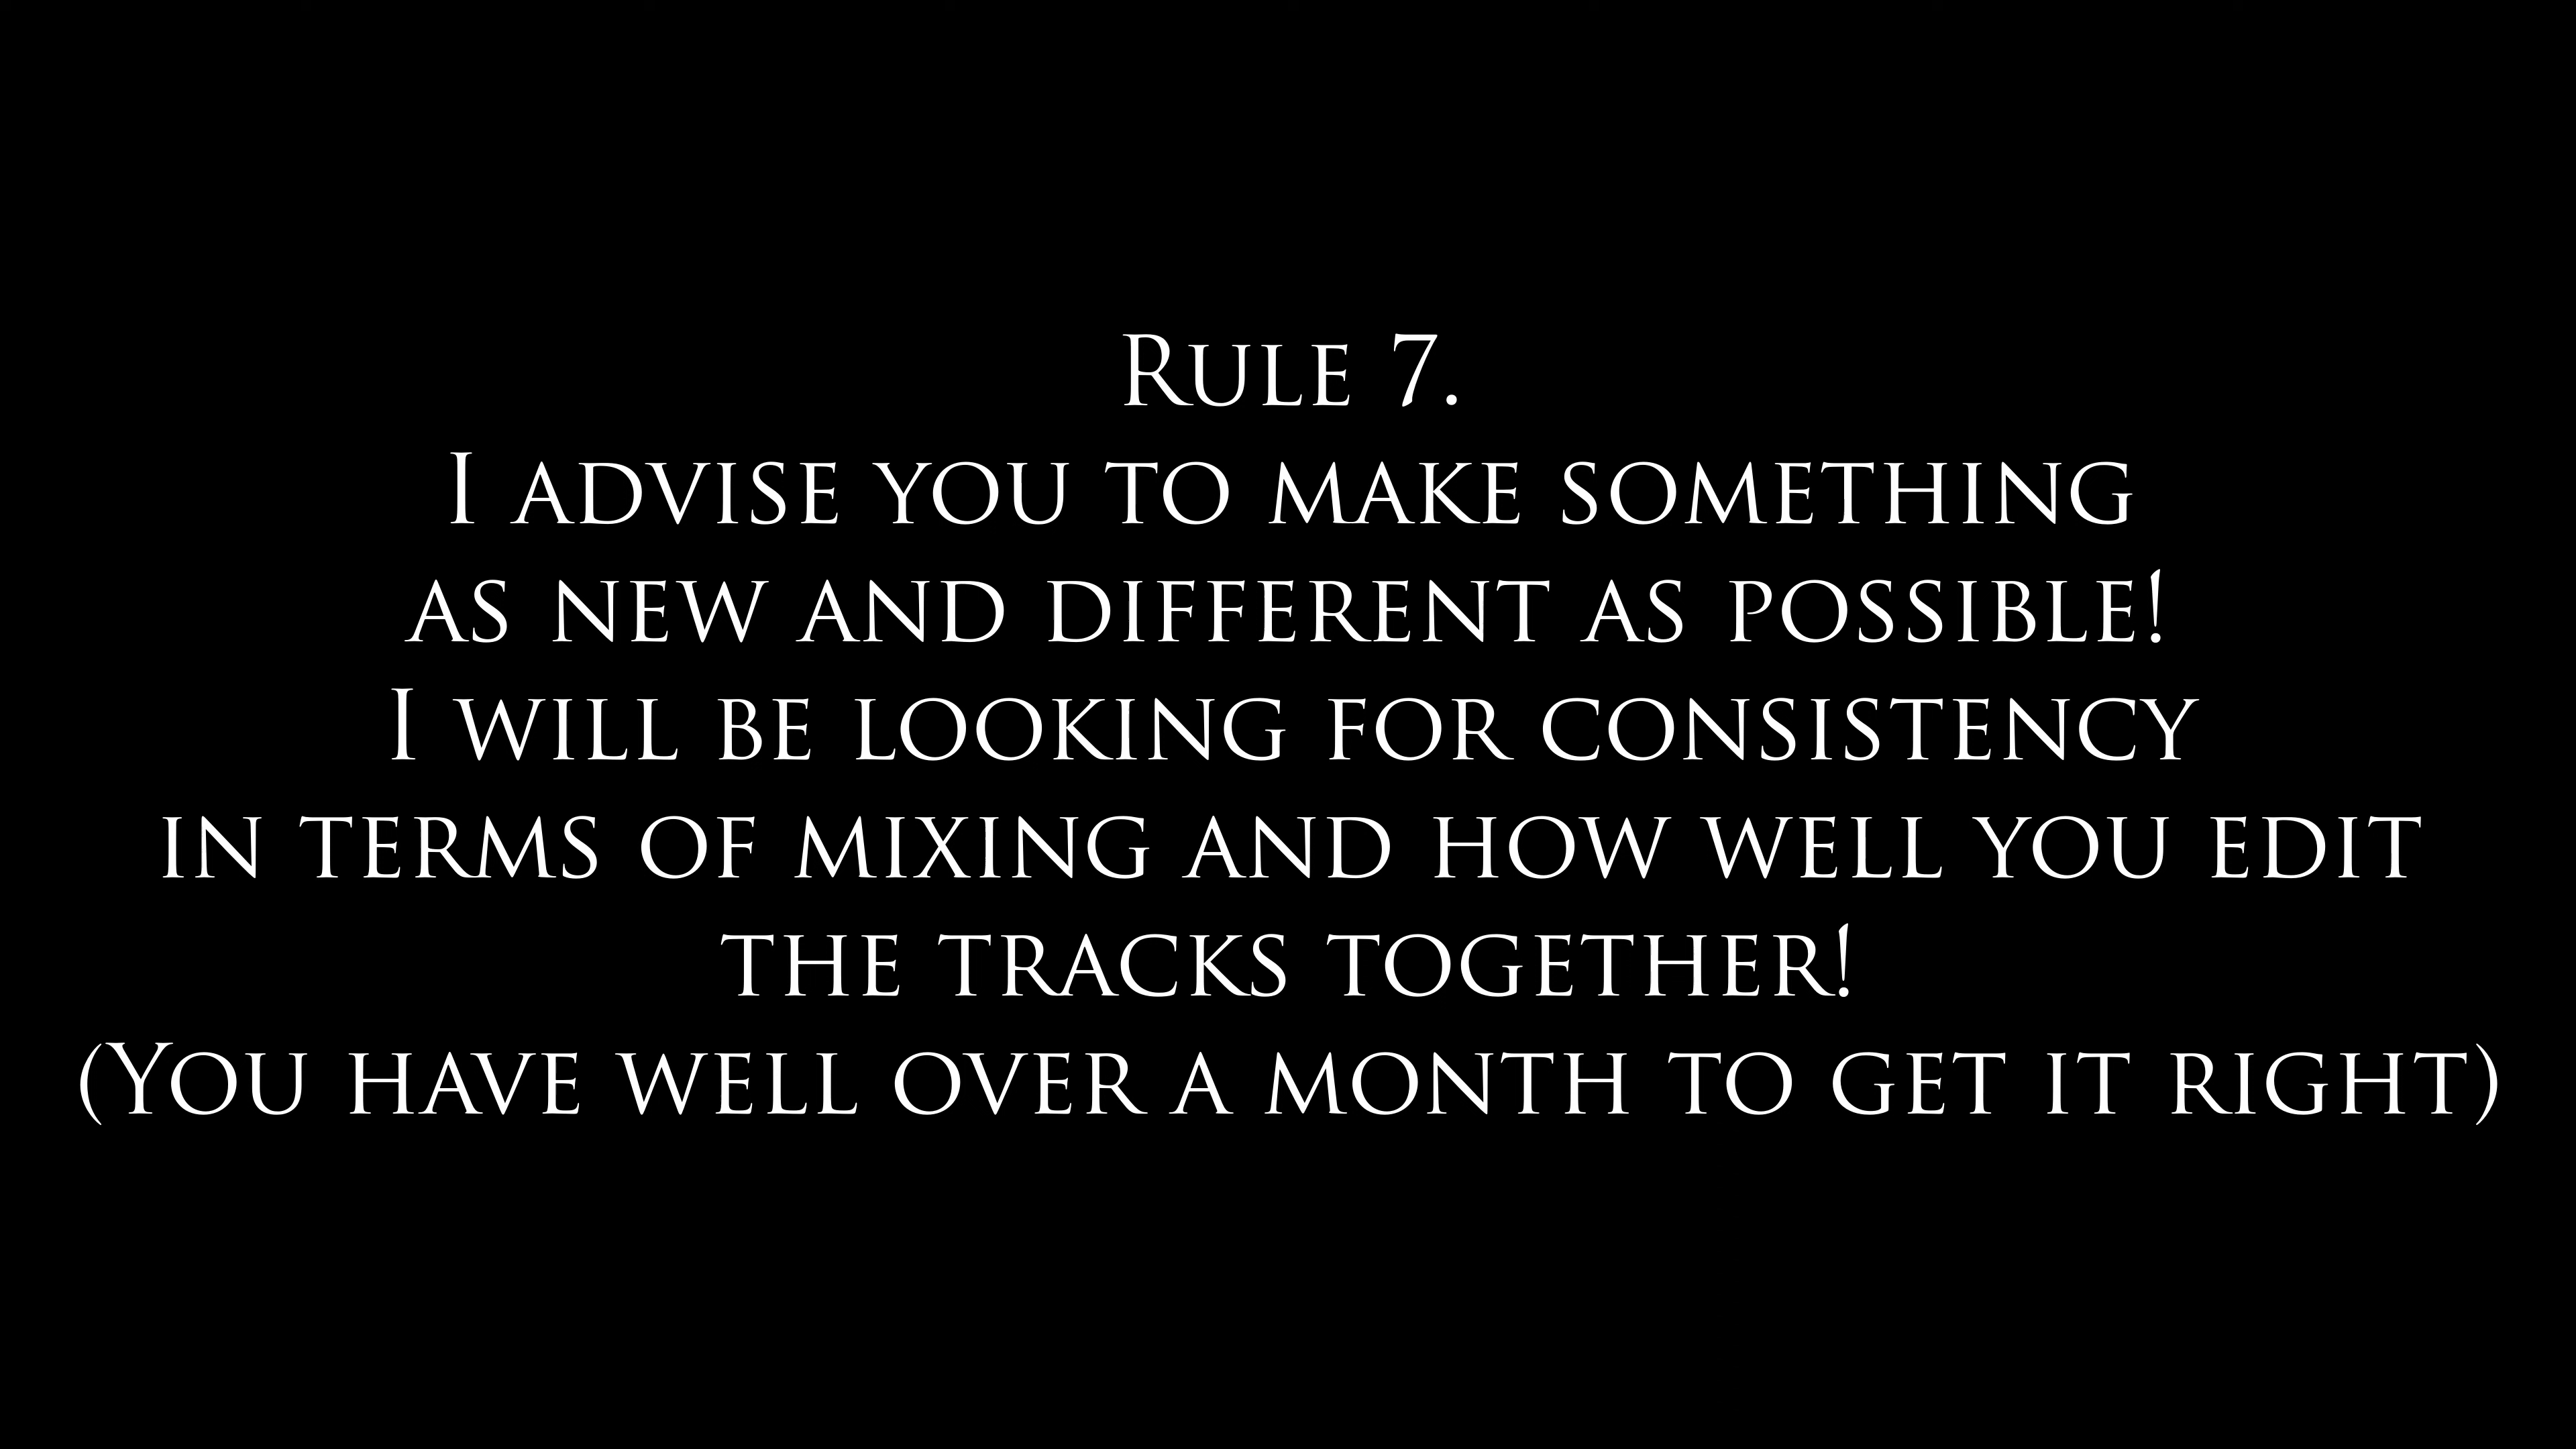 Rule 7.
I advise you to make something
as new and different as possible!
I will be looking for consistency
in terms of mixing and how well you edit
the tracks together!
(You have well over a month to get it right)